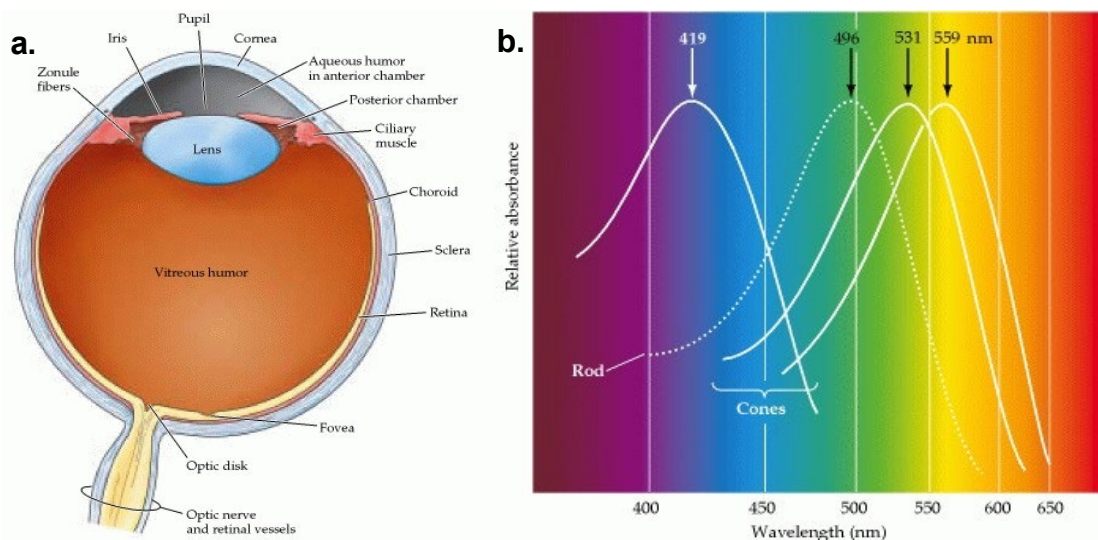 a.
Pupil
Iris
Cornea
Zonule
fibers
Aqueous humor
in anterior chamber
Posterior chamber
Ciliary
muscle
Lens
Choroid
Sclera
Vitreous humor
Retina
Fovea
Optic disk
Optic nerve
and retinal vessels
b.
419
496
531
559 nm
Relative absorbance
Rod
Cones
400
450
500
550
600
650
Wavelength (nm)